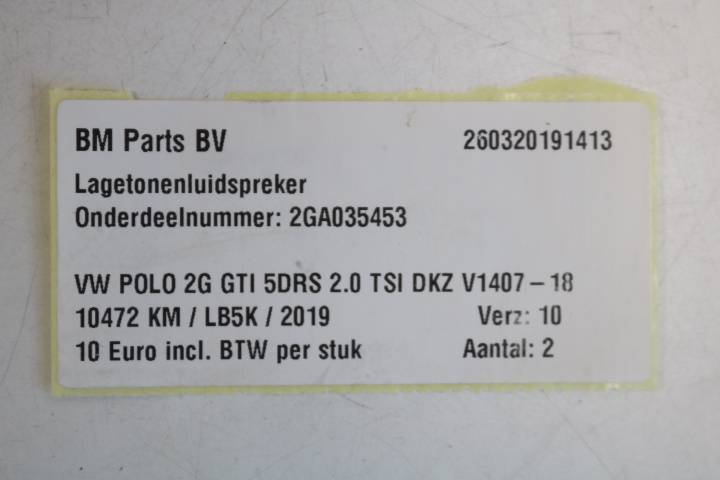 BM Parts BV 260320191413
Lagetonenluidspreker
Onderdeelnummer: 2GA035453
VW POLO 2G GTI 5DRS 2.0 TSI DKZ V1407 – 18
10472 KM / LB5K / 2019 Verz: 10
10 Euro incl. BTW per stuk Aantal: 2